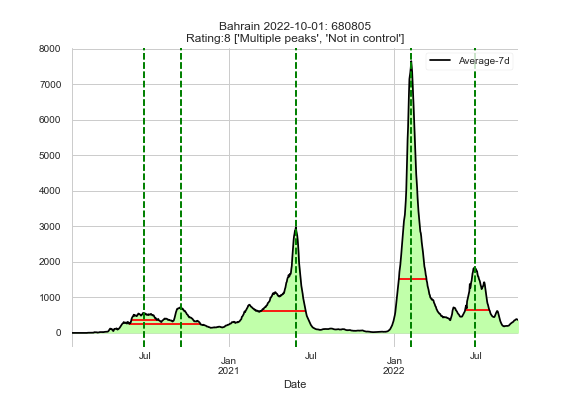 Bahrain 2022-10-01: 680805
Rating:8 ['Multiple peaks', 'Not in control']
Average-7d
8000
7000
6000
5000
4000
3000
2000
1000
0
Jul
Jan
2021
Jul
Jan
2022
Jul
Date